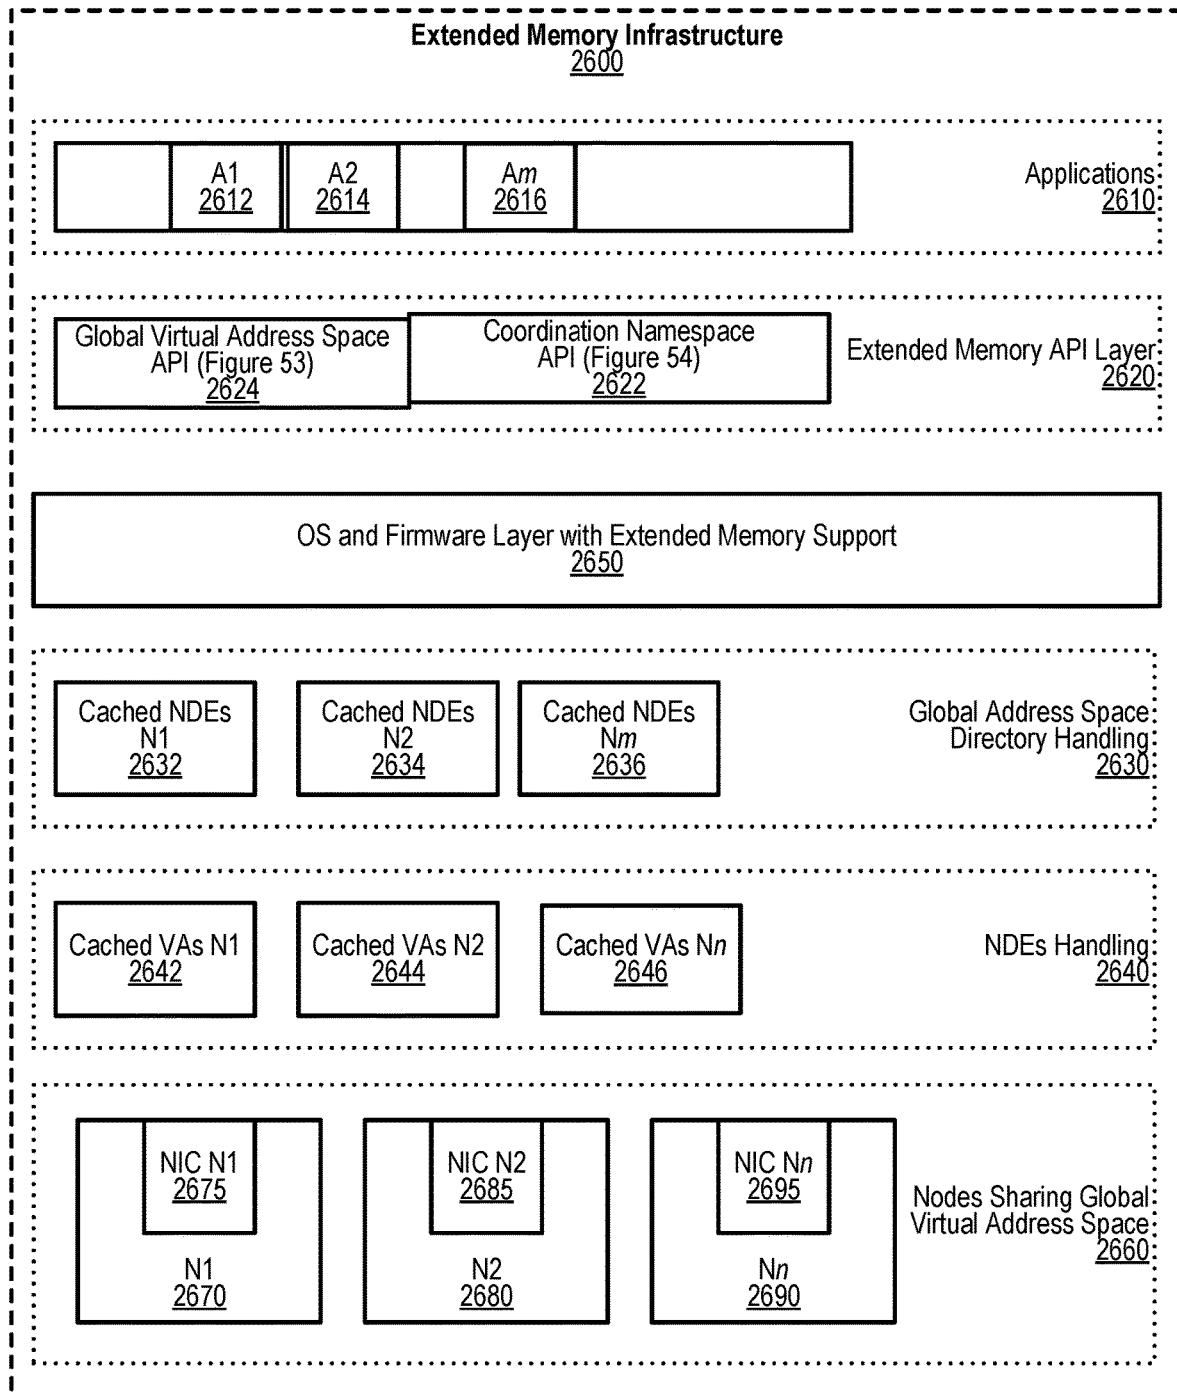 Extended Memory Infrastructure
2600
A1
2612
A2
2614
Am
2616
Applications
2610
Global Virtual Address Space
API (Figure 53)
2624
Coordination Namespace
API (Figure 54)
2622
Extended Memory API Layer
2620
OS and Firmware Layer with Extended Memory Support
2650
Cached NDEs
N1
2632
Cached NDEs
N2
2634
Cached NDEs
Nm
2636
Global Address Space
Directory Handling
2630
Cached VAs N1
2642
Cached VAs N2
2644
Cached VAs Nn
2646
NDEs Handling
2640
NIC N1
2675
N1
2670
NIC N2
2685
N2
2680
NIC Nn
2695
Nn
2690
Nodes Sharing Global
Virtual Address Space
2660